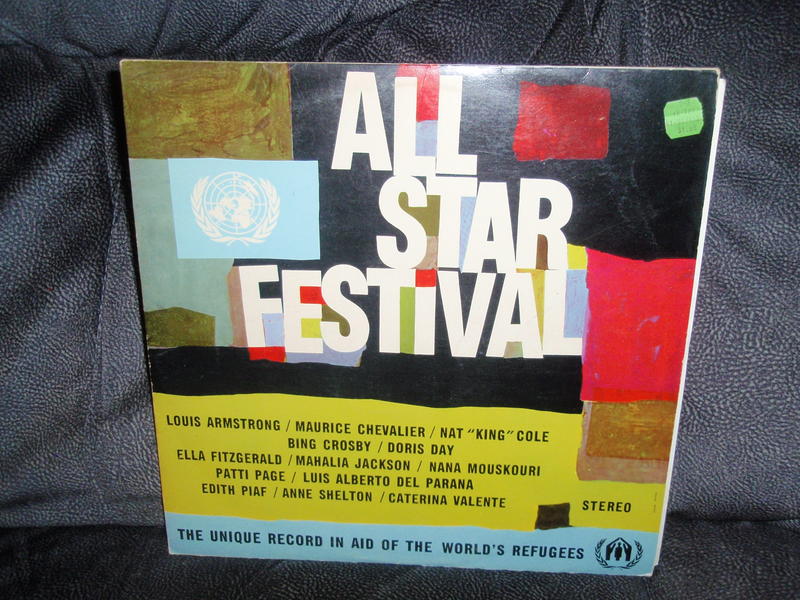 ALL
STAR
FESTiVAL
LOUIS ARMSTRONG / MAURICE CHEVALIER / NAT "KING" COLE
BING CROSBY / DORIS DAY
ELLA FITZGERALD / MAHALIA JACKSON / NANA MOUSKOURI
PATTI PAGE / LUIS ALBERTO DEL PARANA
EDITH PIAF / ANNE SHELTON / CATERINA VALENTE
STEREO
THE UNIQUE RECORD IN AID OF THE WORLD'S REFUGEES